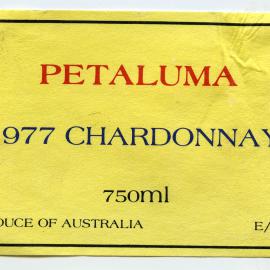 PETALUMA
977 CHARDONNAY
750ml
DUCE OF AUSTRALIA E/